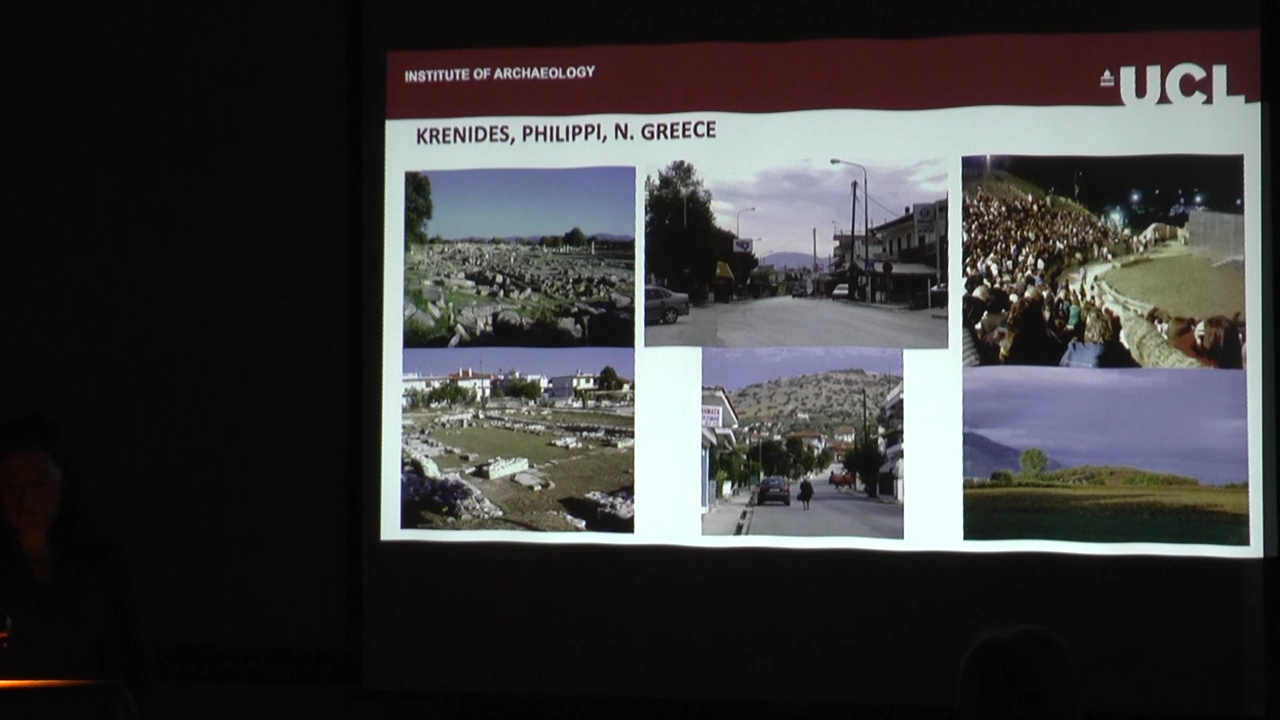 INSTITUTE OF ARCHAEOLOGY
UCL
KRENIDES, PHILIPPI, N. GREECE